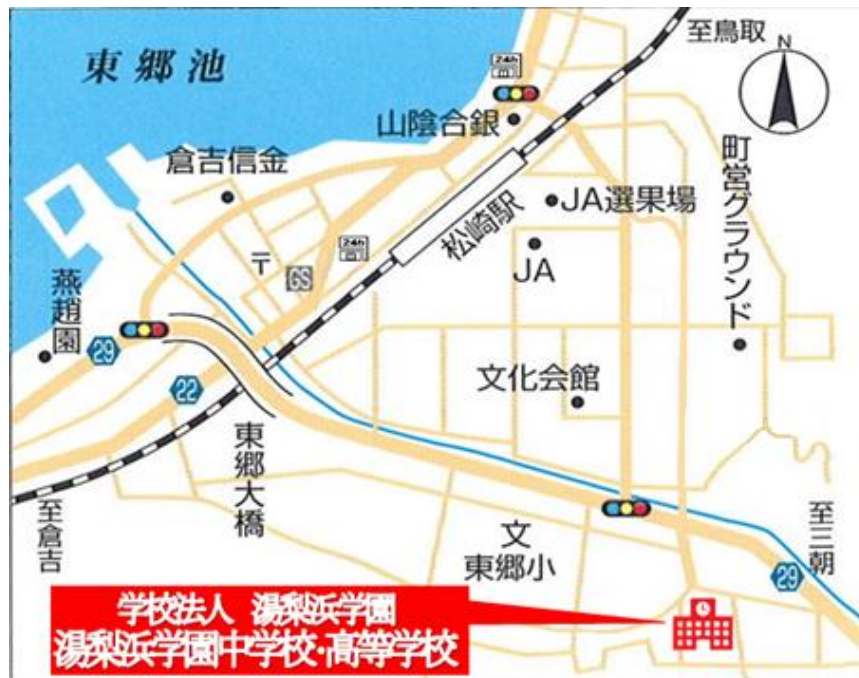 至鳥取
N
東郷池
24h
山陰合銀
倉吉信金
町営グラウンド
JA選果場
松崎駅
24h
〒
GS
JA
燕趙園
29
22
文化会館
東郷大橋
至倉吉
文
東郷小
至三朝
29
学校法人 湯梨浜学園
湯梨浜学園中学校・高等学校